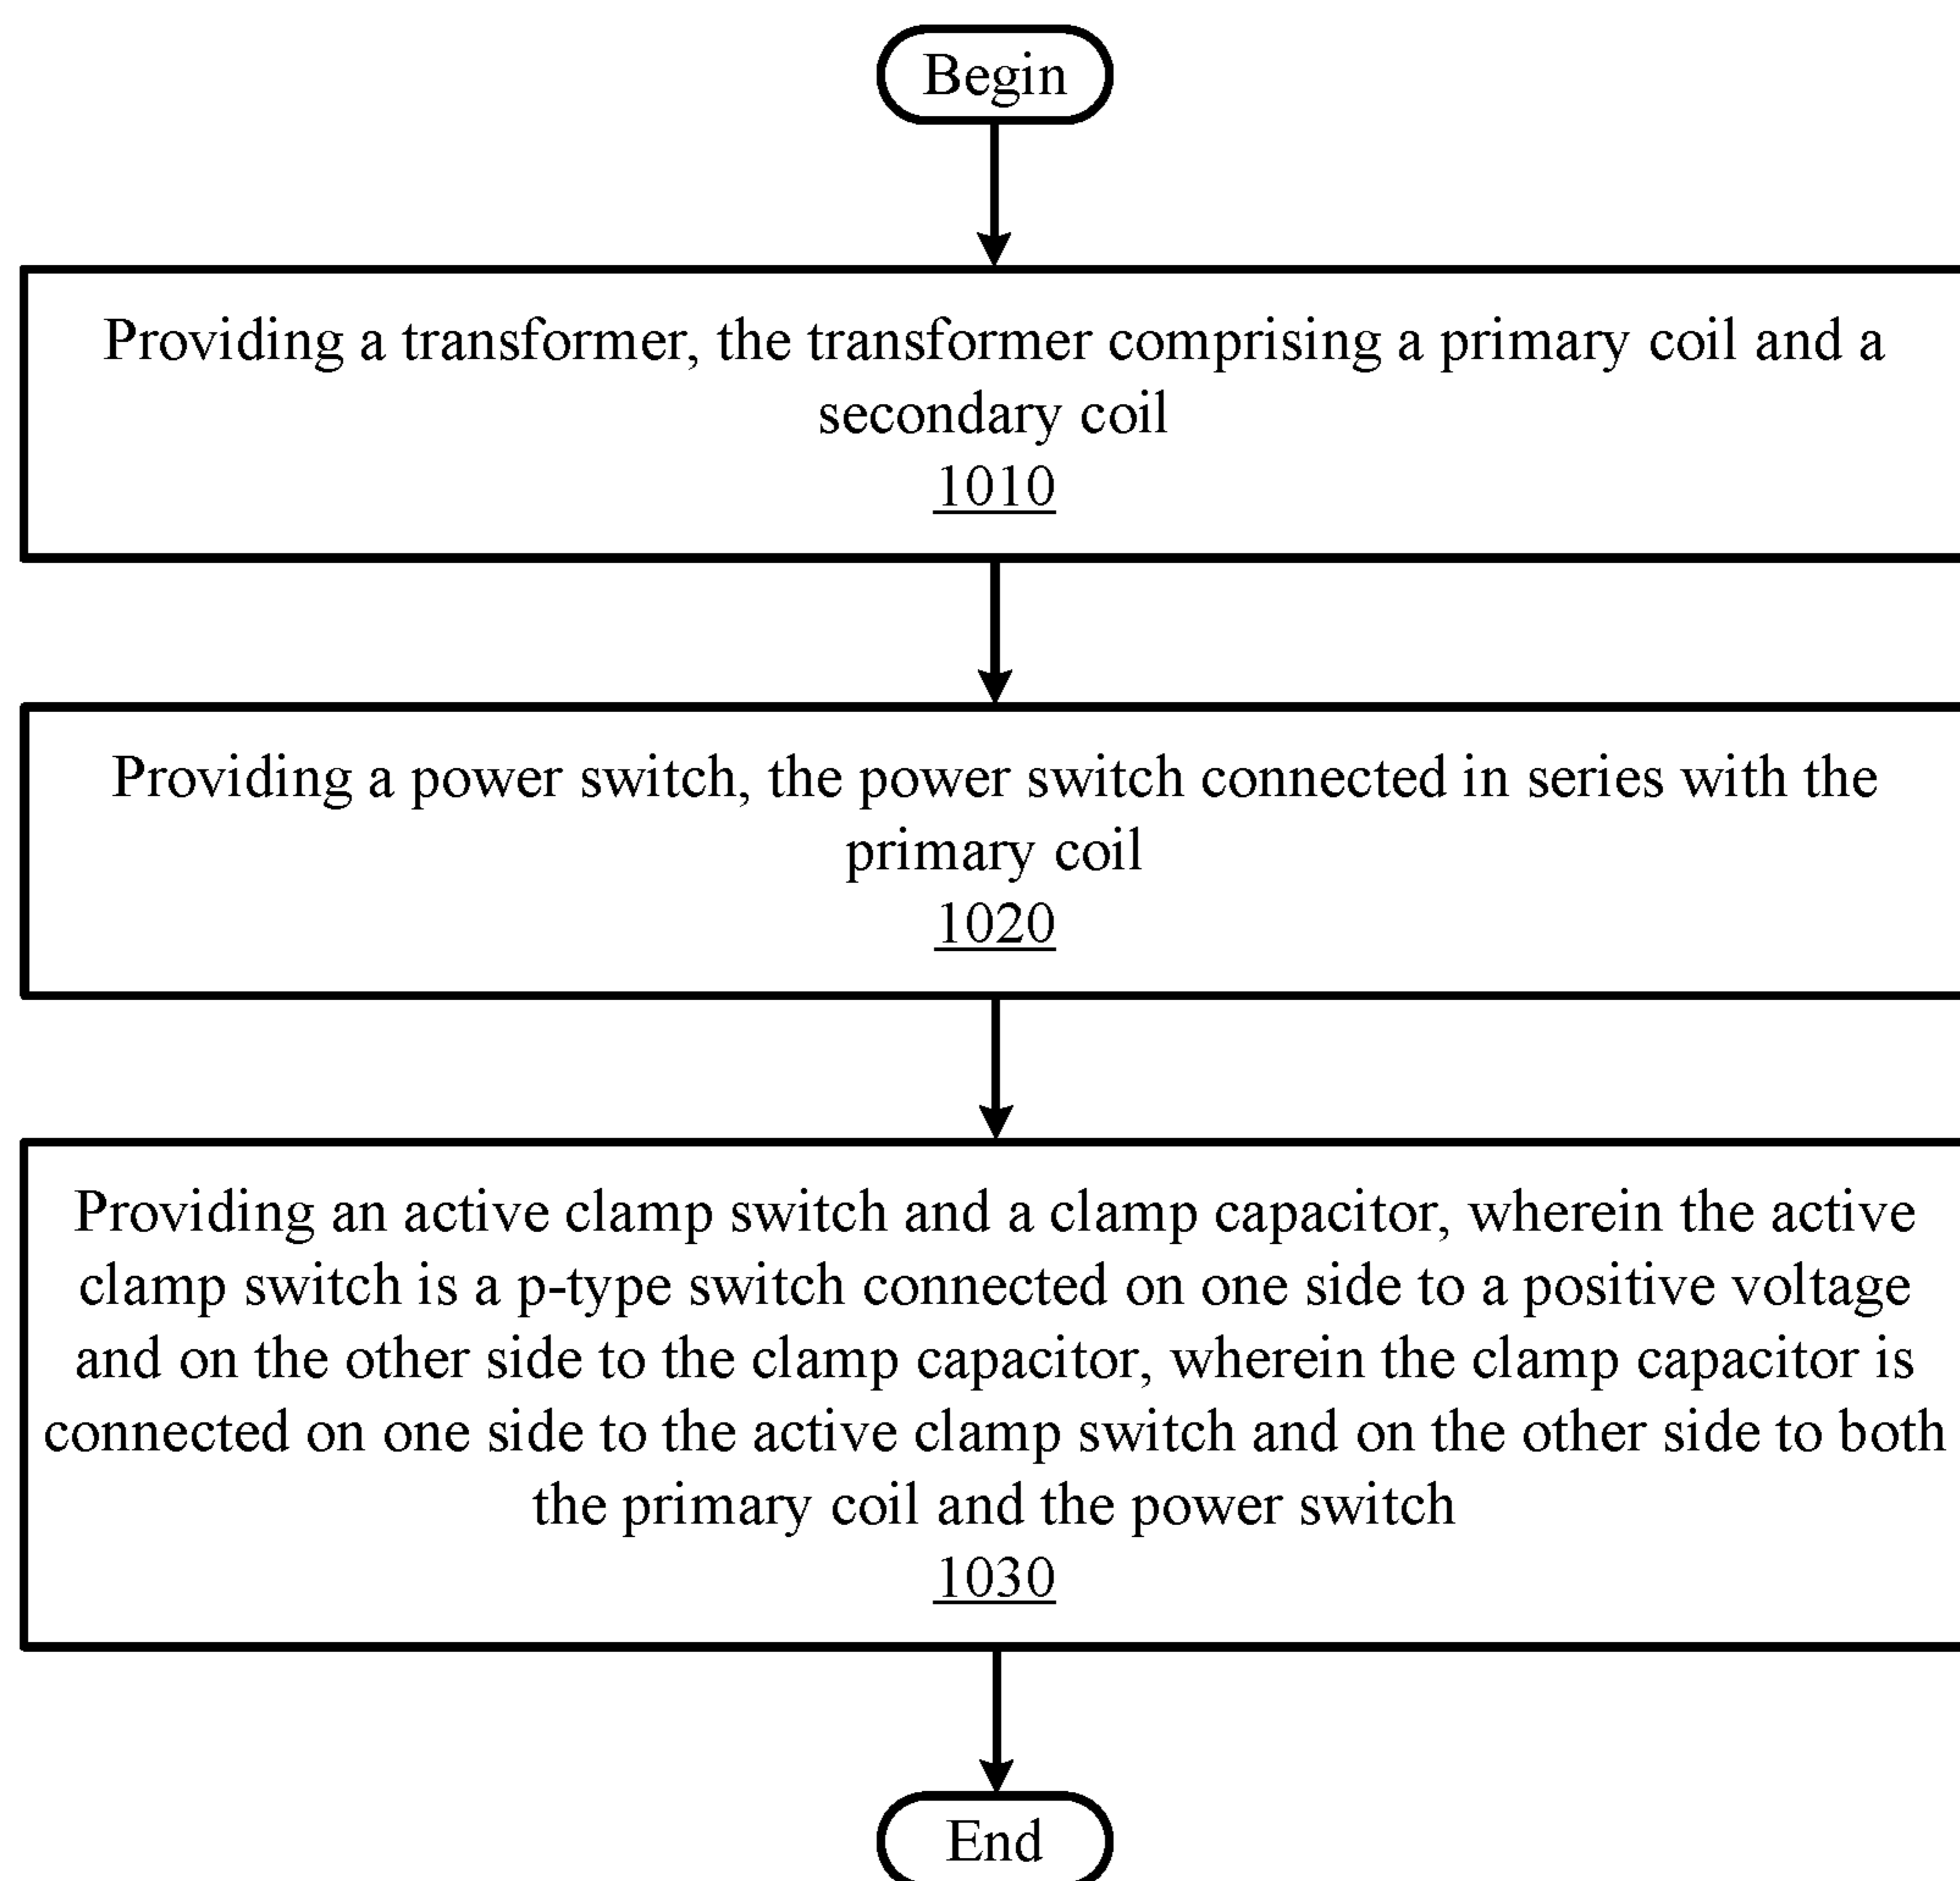 Begin
Providing a transformer, the transformer comprising a primary coil and a
secondary coil
1010
Providing a power switch, the power switch connected in series with the
primary coil
1020
Providing an active clamp switch and a clamp capacitor, wherein the active
clamp switch is a p-type switch connected on one side to a positive voltage
and on the other side to the clamp capacitor, wherein the clamp capacitor is
connected on one side to the active clamp switch and on the other side to both
the primary coil and the power switch
1030
End